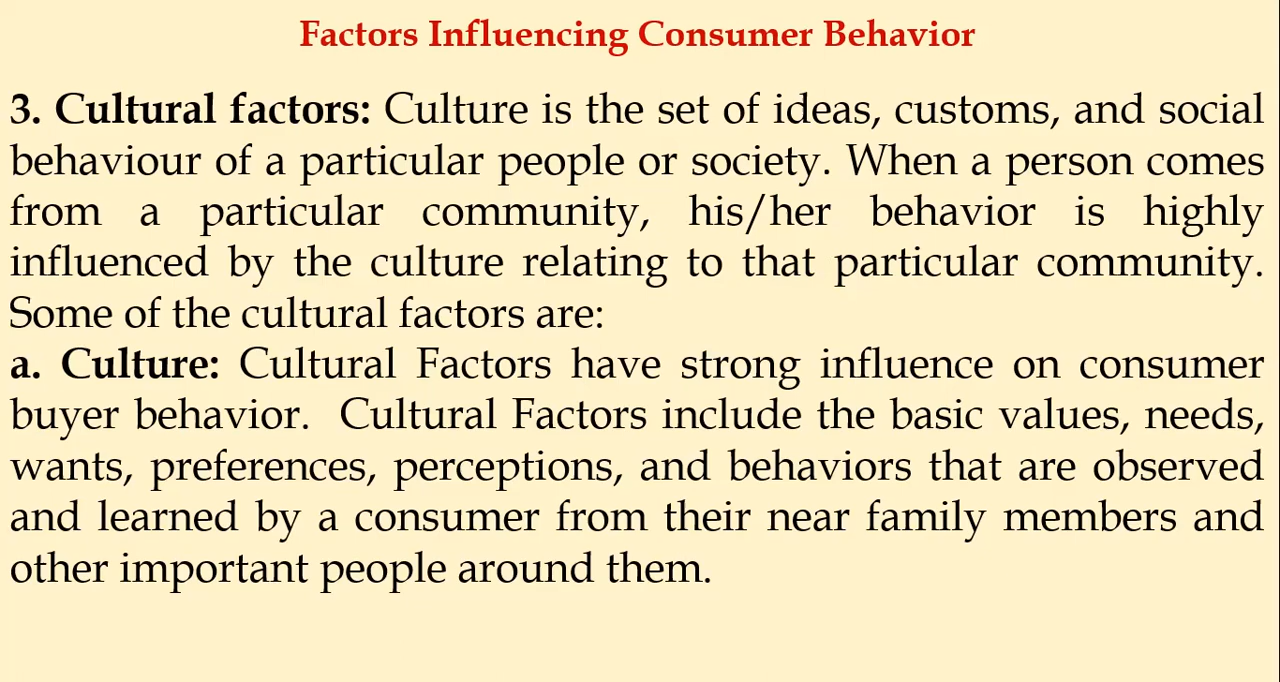 Factors Influencing Consumer Behavior
3. Cultural factors: Culture is the set of ideas, customs, and social
behaviour of a particular people or society. When a person comes
from a particular community, his/her behavior is highly
influenced by the culture relating to that particular community.
Some of the cultural factors are:
a. Culture: Cultural Factors have strong influence on consumer
buyer behavior. Cultural Factors include the basic values, needs,
wants, preferences, perceptions, and behaviors that are observed
and learned by a consumer from their near family members and
other important people around them.